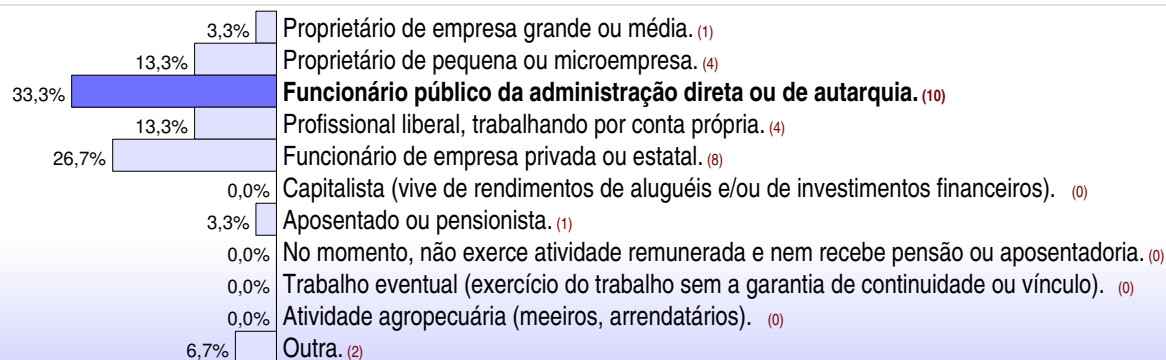 3,3% Proprietário de empresa grande ou média. (1)
13,3% Proprietário de pequena ou microempresa. (4)
33,3% Funcionário público da administração direta ou de autarquia. (10)
13,3% Profissional liberal, trabalhando por conta própria. (4)
26,7% Funcionário de empresa privada ou estatal. (8)
0,0% Capitalista (vive de rendimentos de aluguéis e/ou de investimentos financeiros). (0)
3,3% Aposentado ou pensionista. (1)
0,0% No momento, não exerce atividade remunerada e nem recebe pensão ou aposentadoria. (0)
0,0% Trabalho eventual (exercício do trabalho sem a garantia de continuidade ou vínculo). (0)
0,0% Atividade agropecuária (meeiros, arrendatários). (0)
6,7% Outra. (2)